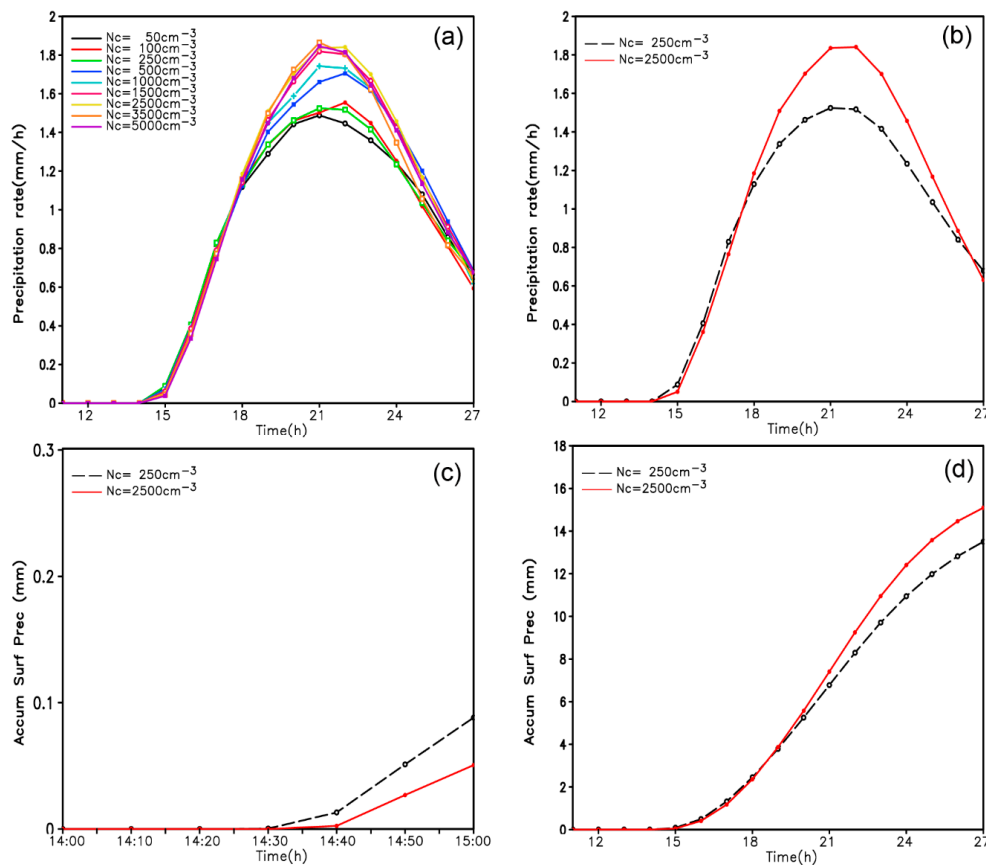 (a)
Nc= 50cm⁻³
Nc= 100cm⁻³
Nc= 250cm⁻³
Nc= 500cm⁻³
Nc=1000cm⁻³
Nc=1500cm⁻³
Nc=2500cm⁻³
Nc=3500cm⁻³
Nc=5000cm⁻³
Precipitation rate(mm/h)
2
1.8
1.6
1.4
1.2
1
0.8
0.6
0.4
0.2
0
12 15 18 21 24 27
Time(h)
(b)
Nc= 250cm⁻³
Nc=2500cm⁻³
Precipitation rate(mm/h)
2
1.8
1.6
1.4
1.2
1
0.8
0.6
0.4
0.2
0
12 15 18 21 24 27
Time(h)
(c)
Nc= 250cm⁻³
Nc=2500cm⁻³
Accum Surf Prec (mm)
0.3
0.2
0.1
0
14:00 14:10 14:20 14:30 14:40 14:50 15:00
Time(h)
(d)
Nc= 250cm⁻³
Nc=2500cm⁻³
Accum Surf Prec (mm)
18
16
14
12
10
8
6
4
2
0
12 15 18 21 24 27
Time(h)